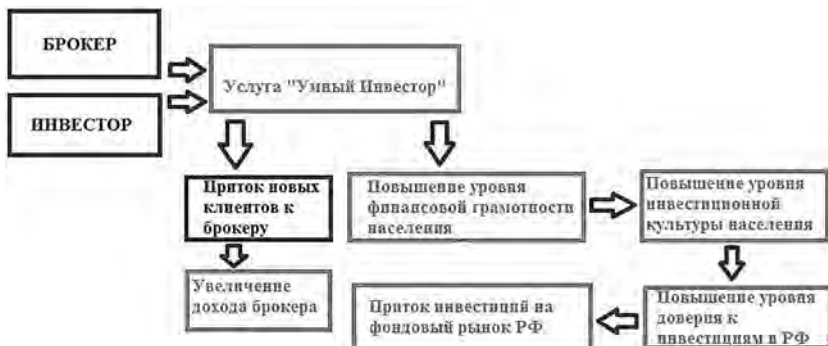 БРОКЕР
Услуга "Умный Инвестор"
ИНВЕСТОР
Приток новых
клиентов к
брокеру
Повышение уровня
финансовой грамотности
населения
Повышение уровня
инвестиционной
культуры населения
Увеличение
дохода брокера
Приток инвестиций на
фондовый рынок РФ
Повышение уровня
доверия к
инвестициям в РФ